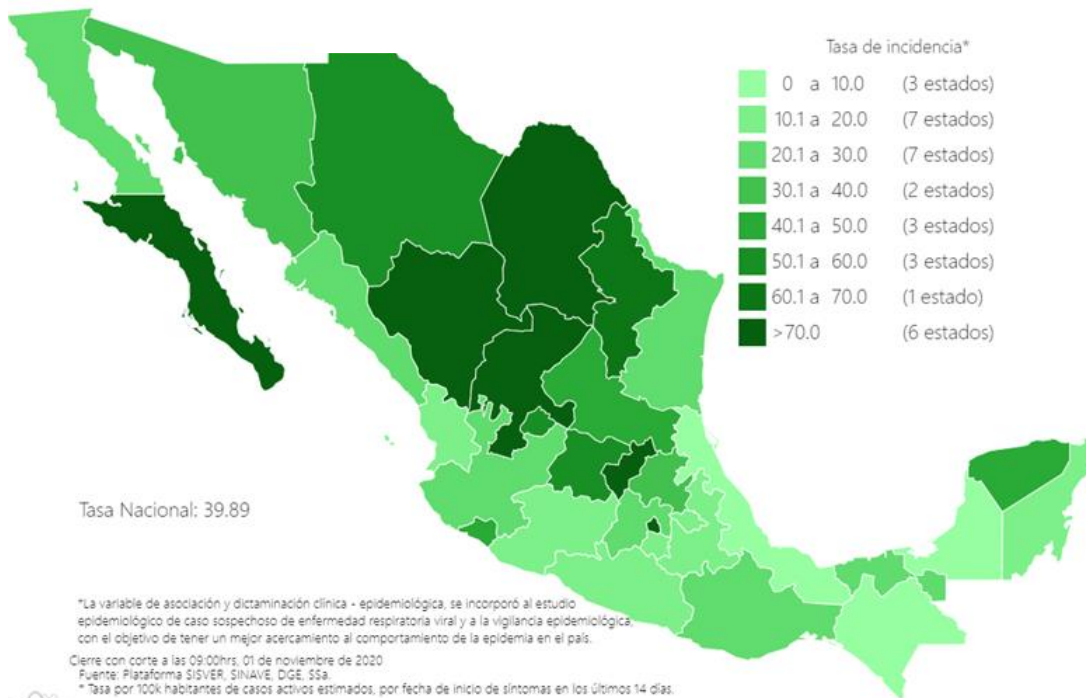 Tasa de incidencia*
0 a 10.0 (3 estados)
10.1 a 20.0 (7 estados)
20.1 a 30.0 (7 estados)
30.1 a 40.0 (2 estados)
40.1 a 50.0 (3 estados)
50.1 a 60.0 (3 estados)
60.1 a 70.0 (1 estado)
>70.0 (6 estados)
Tasa Nacional: 39.89
*La variable de asociación y dictaminación clínica - epidemiológica, se incorporó al estudio
epidemiológico de caso sospechoso de enfermedad respiratoria viral y a la vigilancia epidemiológica,
con el objetivo de tener un mejor acercamiento al comportamiento de la epidemia en el país.
Cierre con corte a las 09:00hrs, 01 de noviembre de 2020
Fuente: Plataforma SISVER, SINAVE, DGE, SSa.
* Tasa por 100k habitantes de casos activos estimados, por fecha de inicio de síntomas en los últimos 14 días.